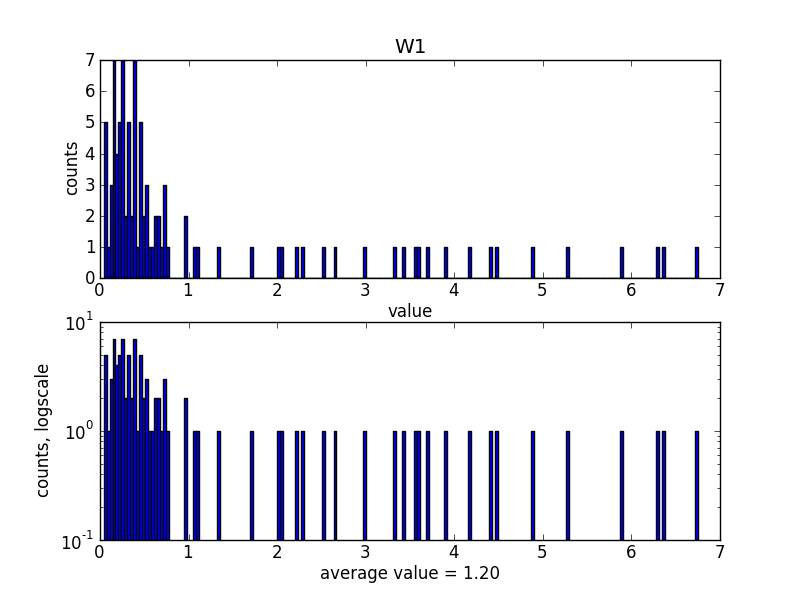 W1
7
6
5
4
3
2
1
0
counts
0 1 2 3 4 5 6 7
value
10^1
10^0
10^-1
counts, logscale
0 1 2 3 4 5 6 7
average value = 1.20